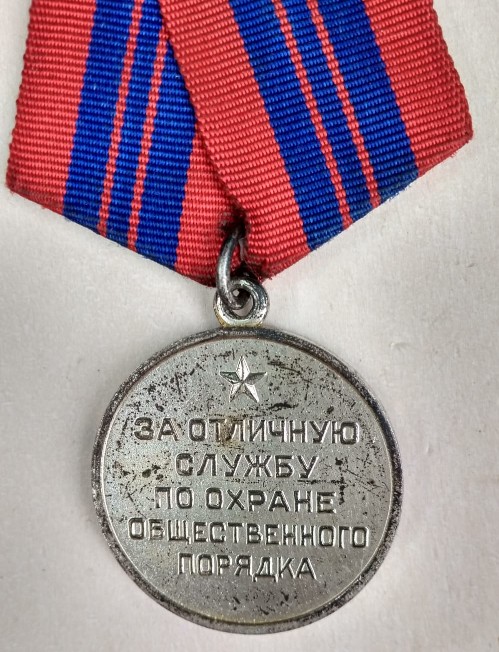 ЗА ОТЛИЧНУЮ
СЛУЖБУ
ПО ОХРАНЕ
ОБЩЕСТВЕННОГО
ПОРЯДКА